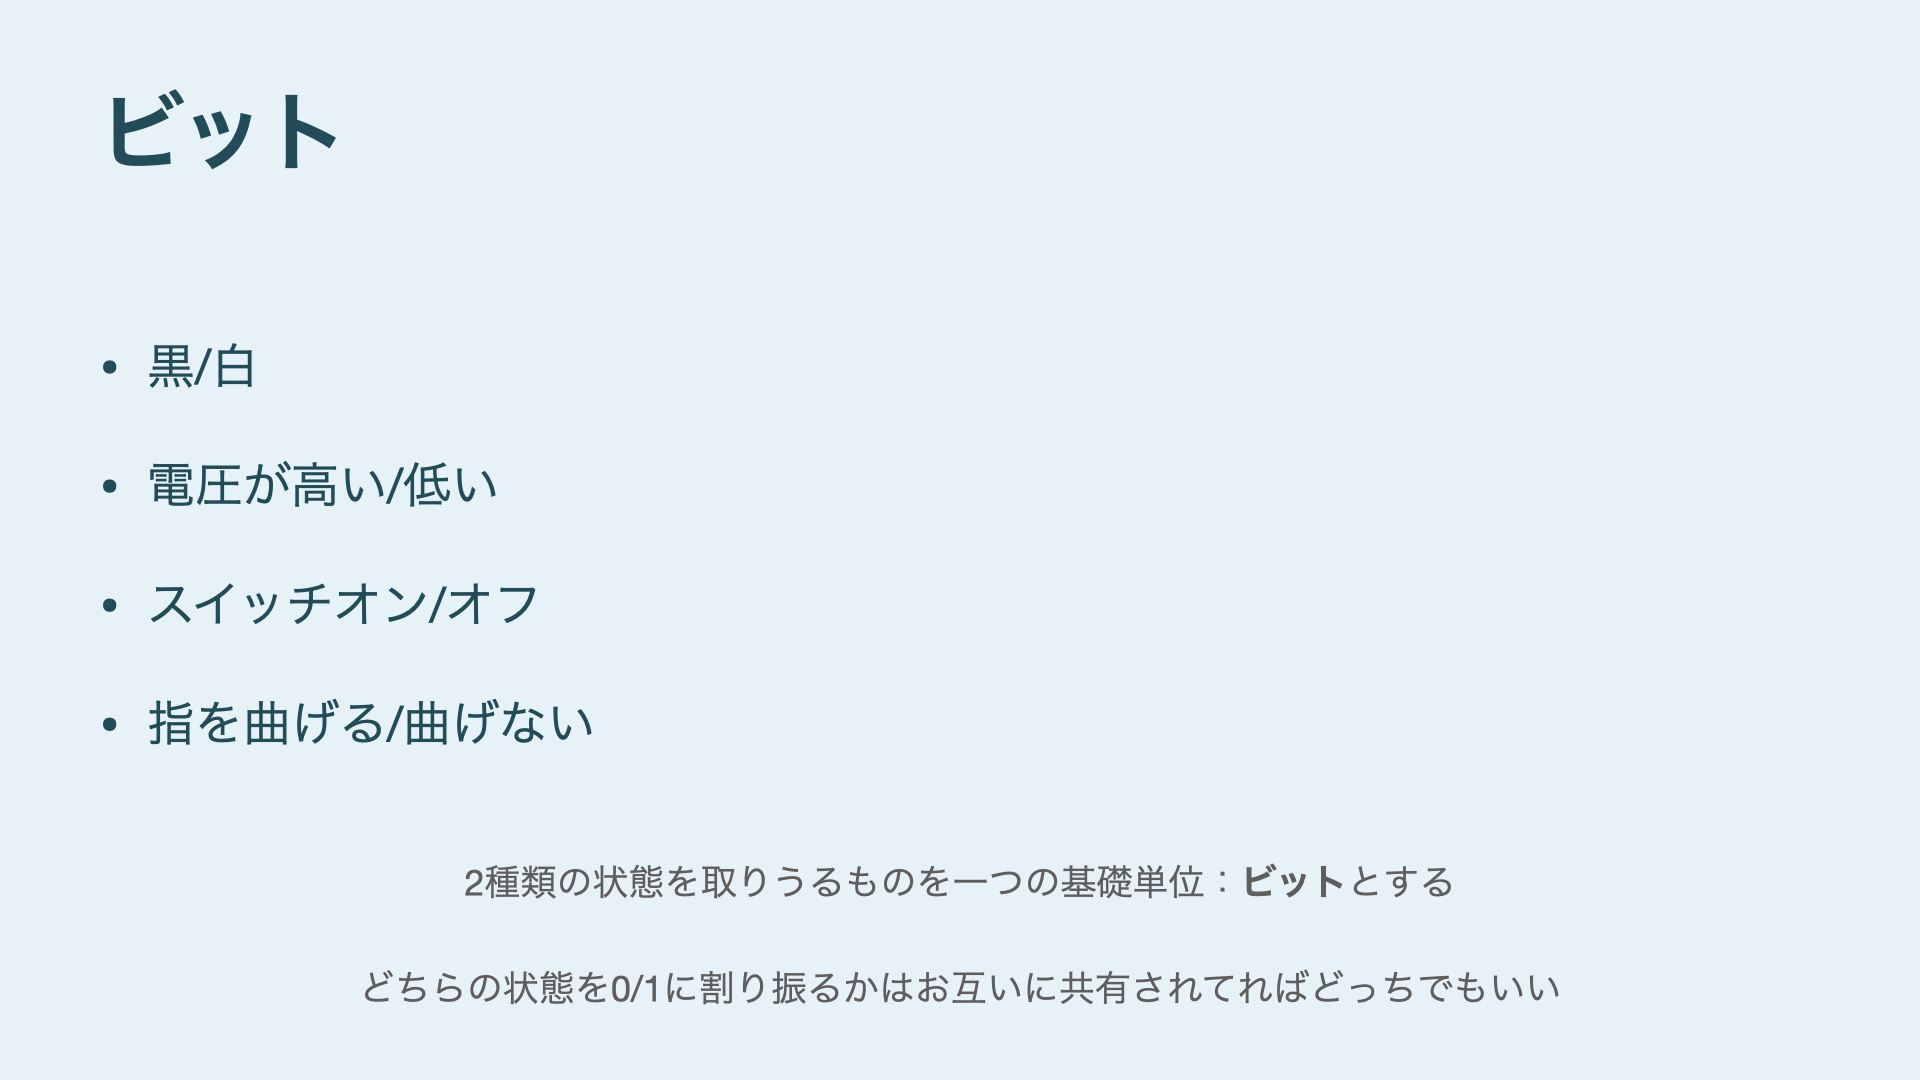 ビット
• 黒/白
• 電圧が高い/低い
• スイッチオン/オフ
• 指を曲げる/曲げない
2種類の状態を取りうるものを一つの基礎単位：ビットとする
どちらの状態を0/1に割り振るかはお互いに共有されてればどっちでもいい